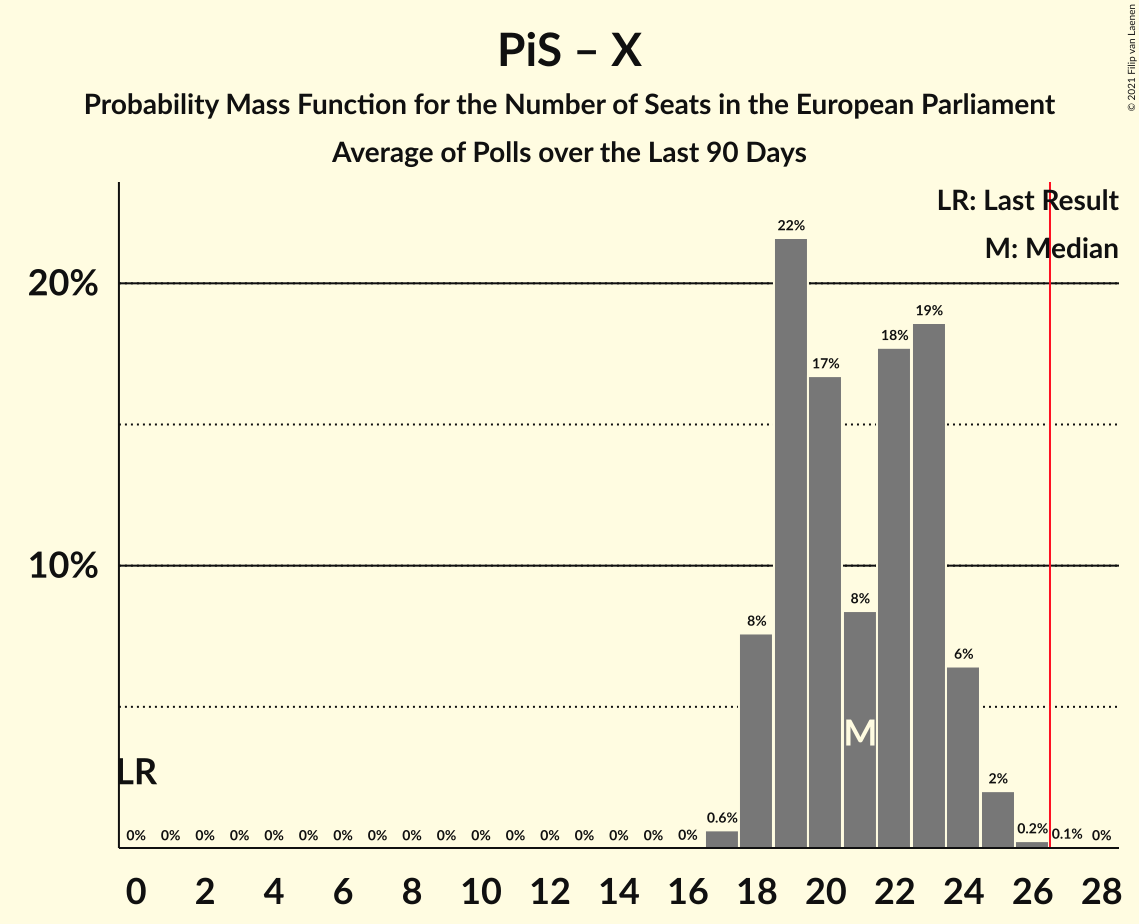 PiS – X
Probability Mass Function for the Number of Seats in the European Parliament
Average of Polls over the Last 90 Days
© 2021 Filip van Laenen
LR: Last Result
M: Median
22%
20%
19%
18%
17%
10%
8%
8%
6%
M
LR
2%
0% 0% 0% 0% 0% 0% 0% 0% 0% 0% 0% 0% 0% 0% 0% 0% 0% 0.6% 0.2% 0.1% 0%
0 2 4 6 8 10 12 14 16 18 20 22 24 26 28